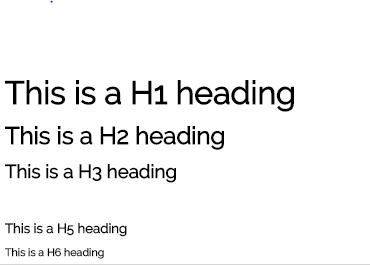 This is a H1 heading
This is a H2 heading
This is a H3 heading
This is a H5 heading
This is a H6 heading